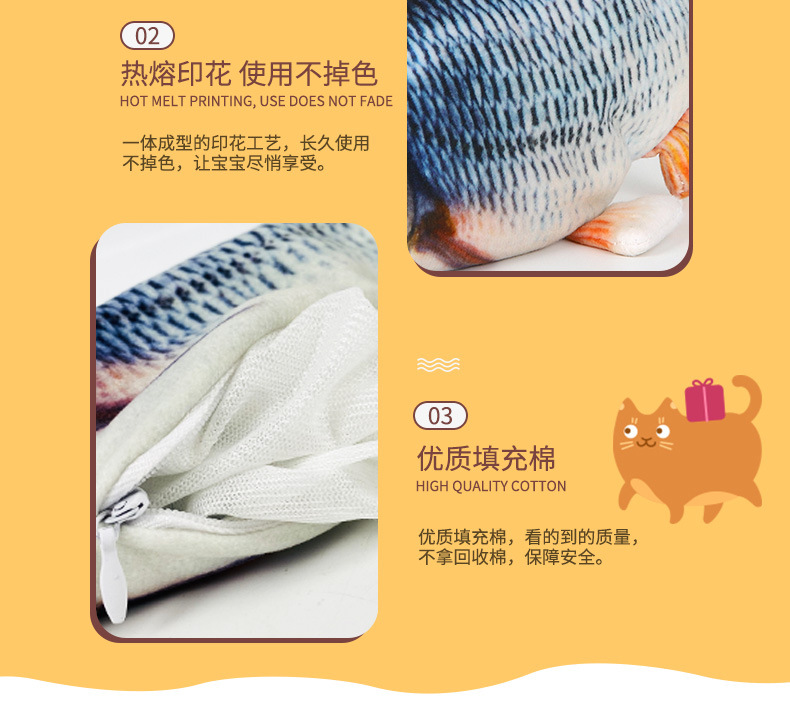 02
热熔印花 使用不掉色
HOT MELT PRINTING, USE DOES NOT FADE
一体成型的印花工艺，长久使用
不掉色，让宝宝尽悄享受。
03
优质填充棉
HIGH QUALITY COTTON
优质填充棉，看的到的质量，
不拿回收棉，保障安全。